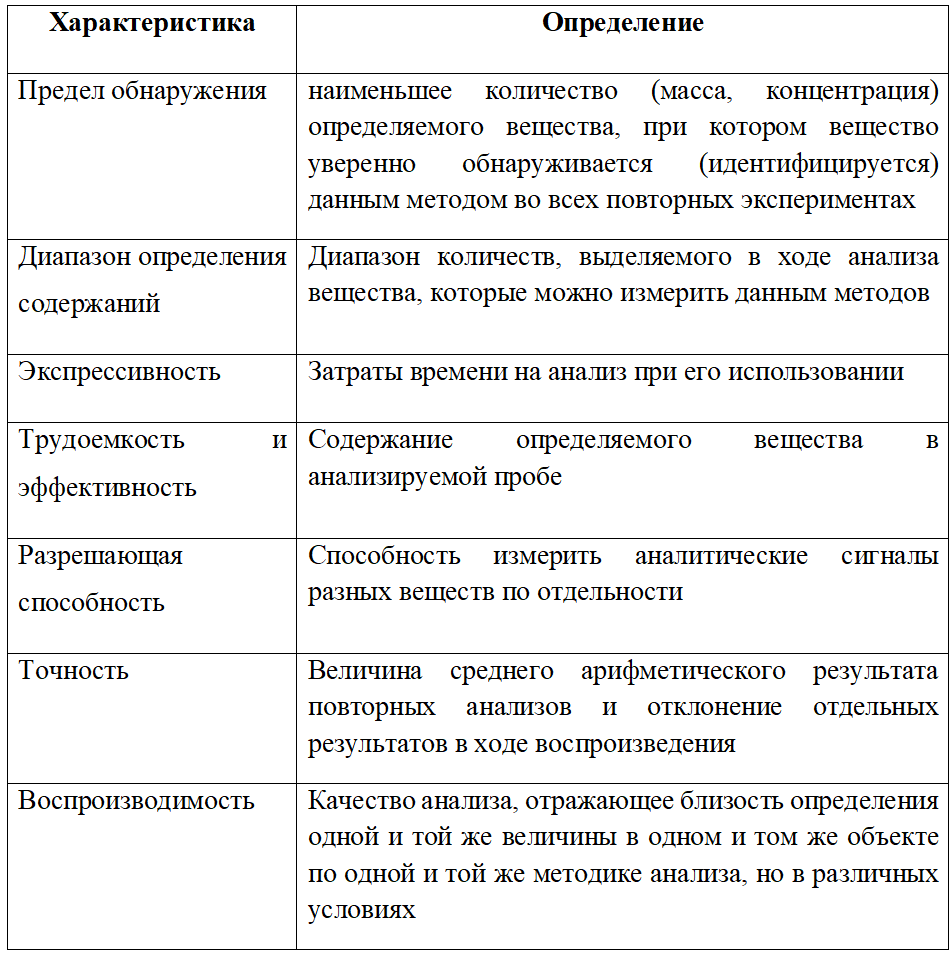 Характеристика
Определение
Предел обнаружения
наименьшее количество (масса, концентрация)
определяемого вещества, при котором вещество
уверенно обнаруживается (идентифицируется)
данным методом во всех повторных экспериментах
Диапазон определения
содержаний
Диапазон количеств, выделяемого в ходе анализа
вещества, которые можно измерить данным методов
Экспрессивность
Затраты времени на анализ при его использовании
Трудоемкость и
эффективность
Содержание определяемого вещества в
анализируемой пробе
Разрешающая
способность
Способность измерить аналитические сигналы
разных веществ по отдельности
Точность
Величина среднего арифметического результата
повторных анализов и отклонение отдельных
результатов в ходе воспроизведения
Воспроизводимость
Качество анализа, отражающее близость определения
одной и той же величины в одном и том же объекте
по одной и той же методике анализа, но в различных
условиях